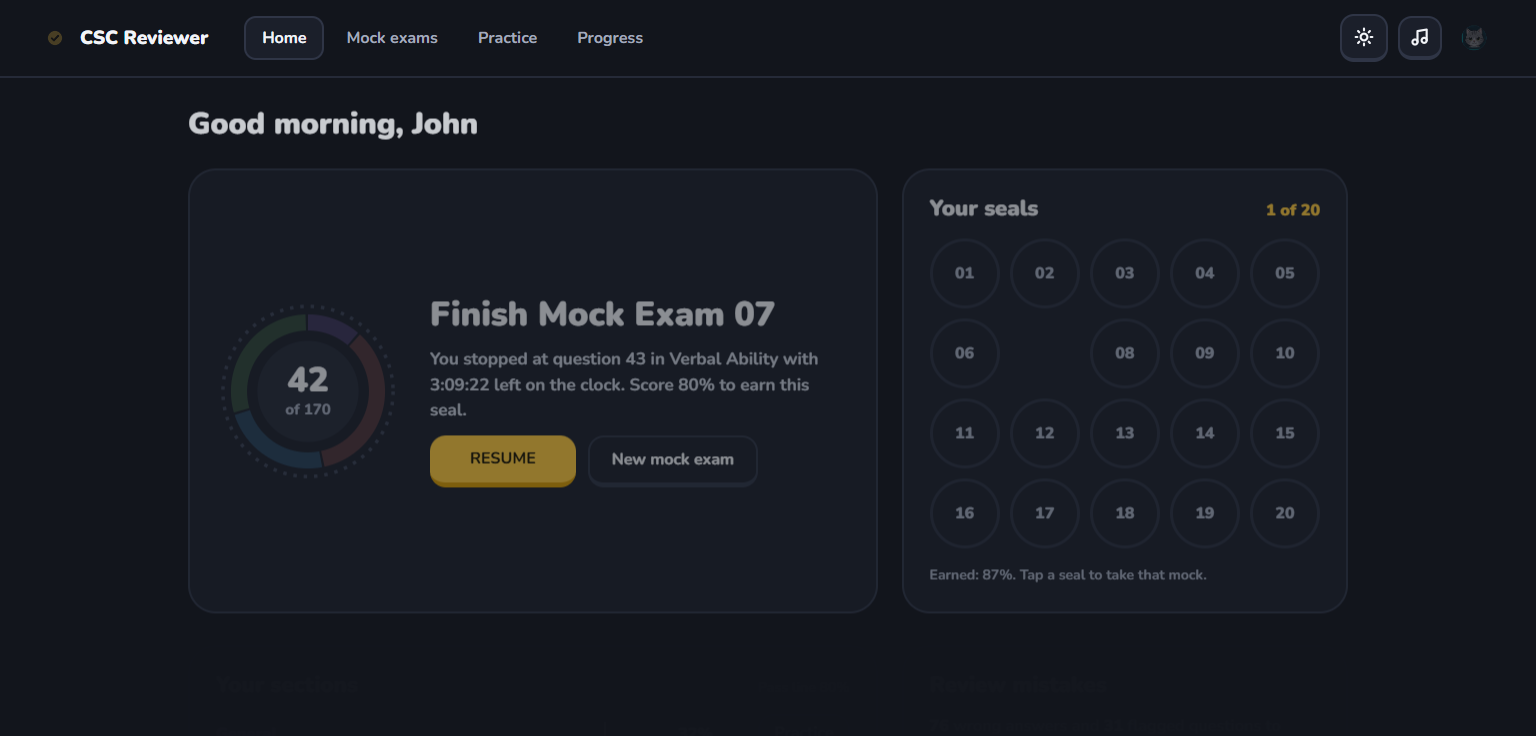 CSC Reviewer
Home
Mock exams
Practice
Progress
Good morning, John
42
of 170
Finish Mock Exam 07
You stopped at question 43 in Verbal Ability with
3:09:22 left on the clock. Score 80% to earn this
seal.
RESUME
New mock exam
Your seals
1 of 20
01 02 03 04 05
06 08 09 10
11 12 13 14 15
16 17 18 19 20
Earned: 87%. Tap a seal to take that mock.